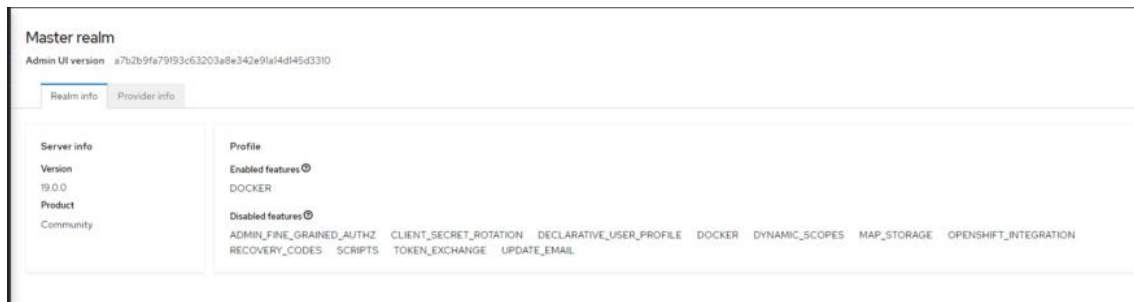 Master realm
Admin UI version a7b2b9fa79193c63203a8e342e91a14d145d3310
Realm info Provider info
Server info
Version
19.0.0
Product
Community
Profile
Enabled features
DOCKER
Disabled features
ADMIN_FINE_GRAINED_AUTHZ CLIENT_SECRET_ROTATION DECLARATIVE_USER_PROFILE DOCKER DYNAMIC_SCOPES MAP_STORAGE OPENSHIFT_INTEGRATION
RECOVERY_CODES SCRIPTS TOKEN_EXCHANGE UPDATE_EMAIL